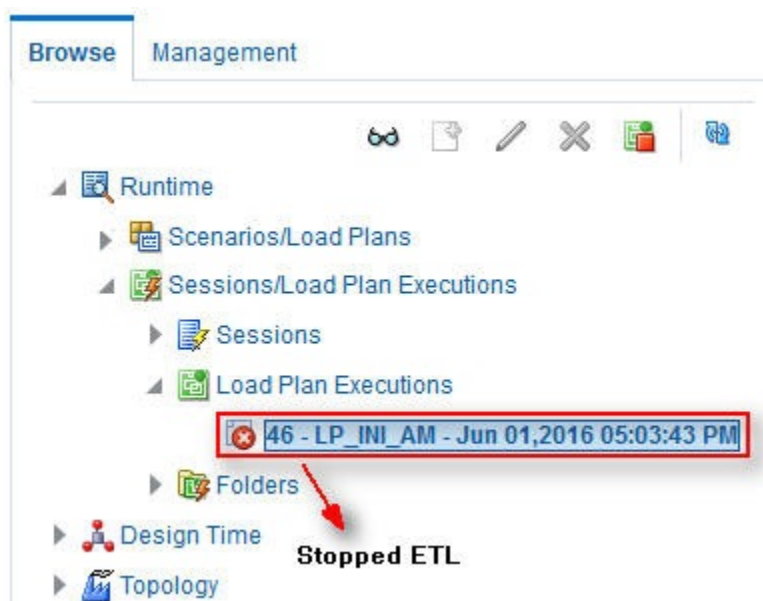 Browse Management
Runtime
Scenarios/Load Plans
Sessions/Load Plan Executions
Sessions
Load Plan Executions
46 - LP_INI_AM - Jun 01,2016 05:03:43 PM
Folders
Design Time
Stopped ETL
Topology